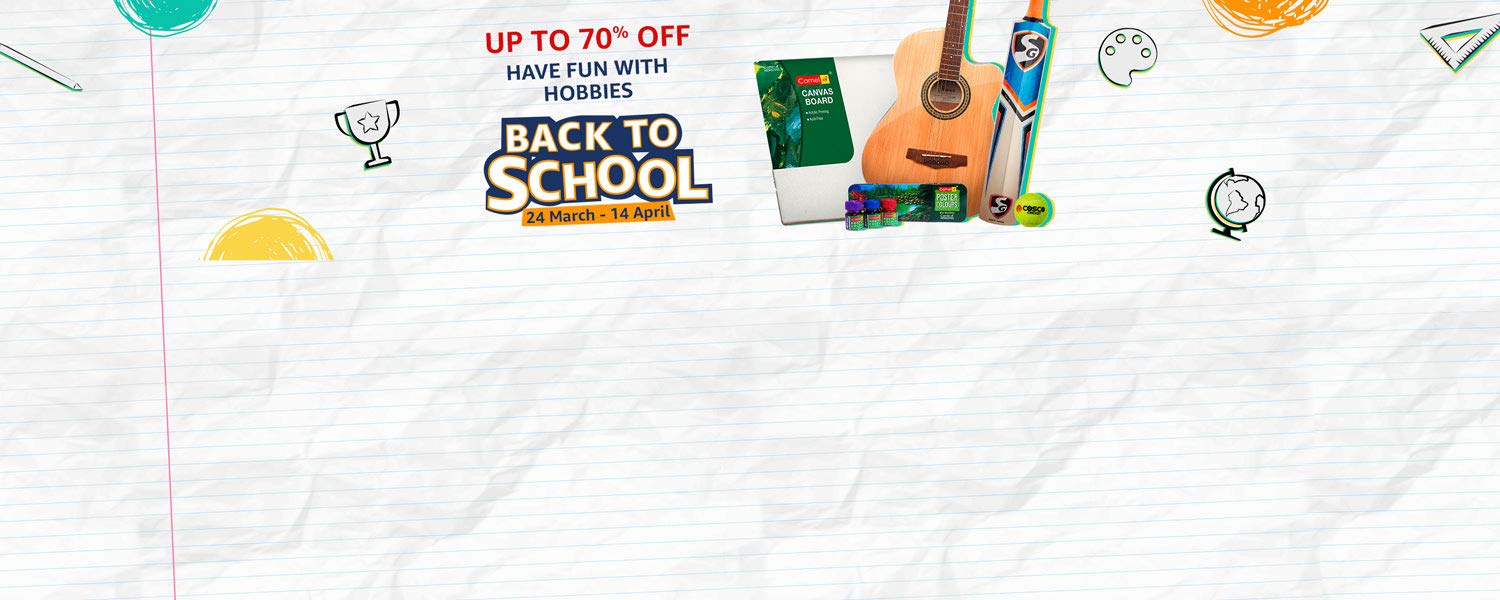 UP TO 70% OFF
HAVE FUN WITH
HOBBIES
BACK TO
SCHOOL
24 March - 14 April
Camel
CANVAS
BOARD
SG
Camel
POSTER
COLOURS
SG
COSCO